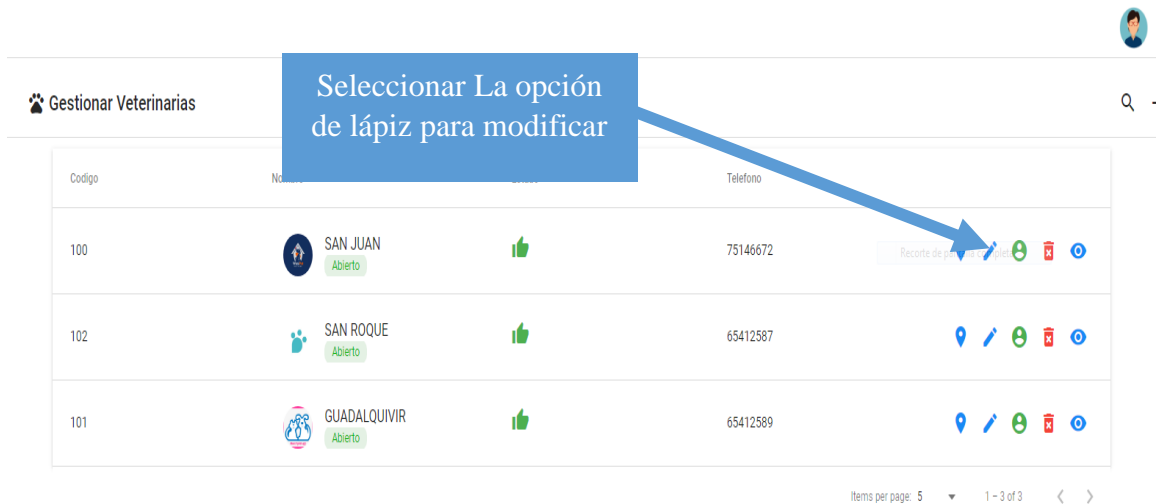 Seleccionar La opción
de lápiz para modificar
Gestionar Veterinarias
Codigo
Telefono
100
SAN JUAN
Abierto
75146672
102
SAN ROQUE
Abierto
65412587
101
GUADALQUIVIR
Abierto
65412589
Items per page: 5
1 – 3 of 3